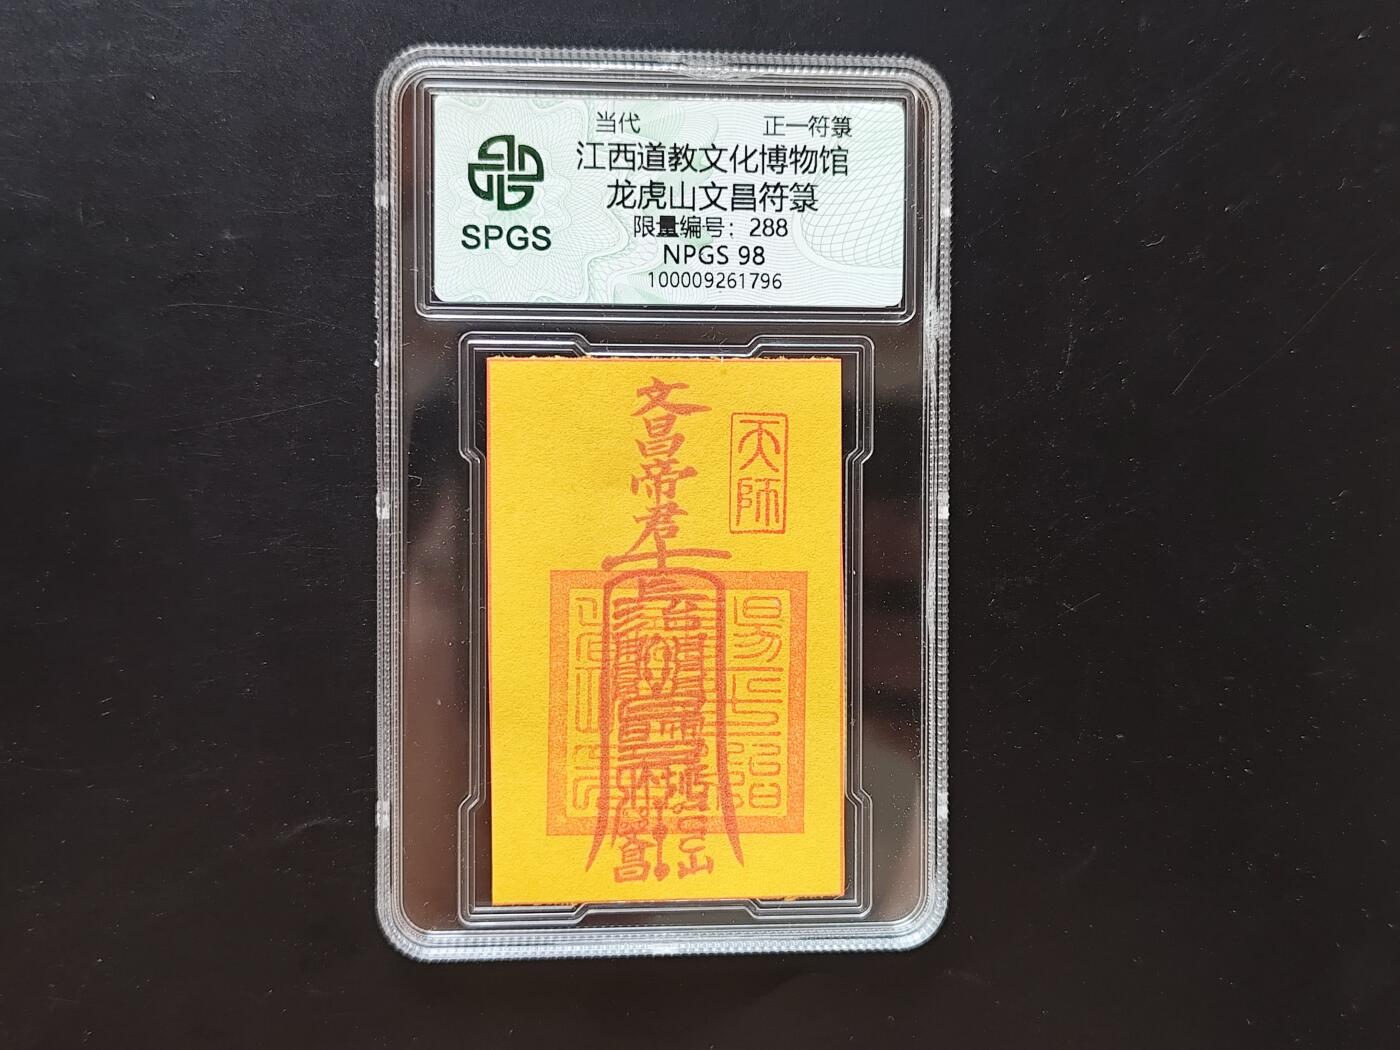 当代 正一符箓
江西道教文化博物馆
龙虎山文昌符箓
限量编号：288
NPGS 98
100009261796
SPGS
文昌帝君
天師